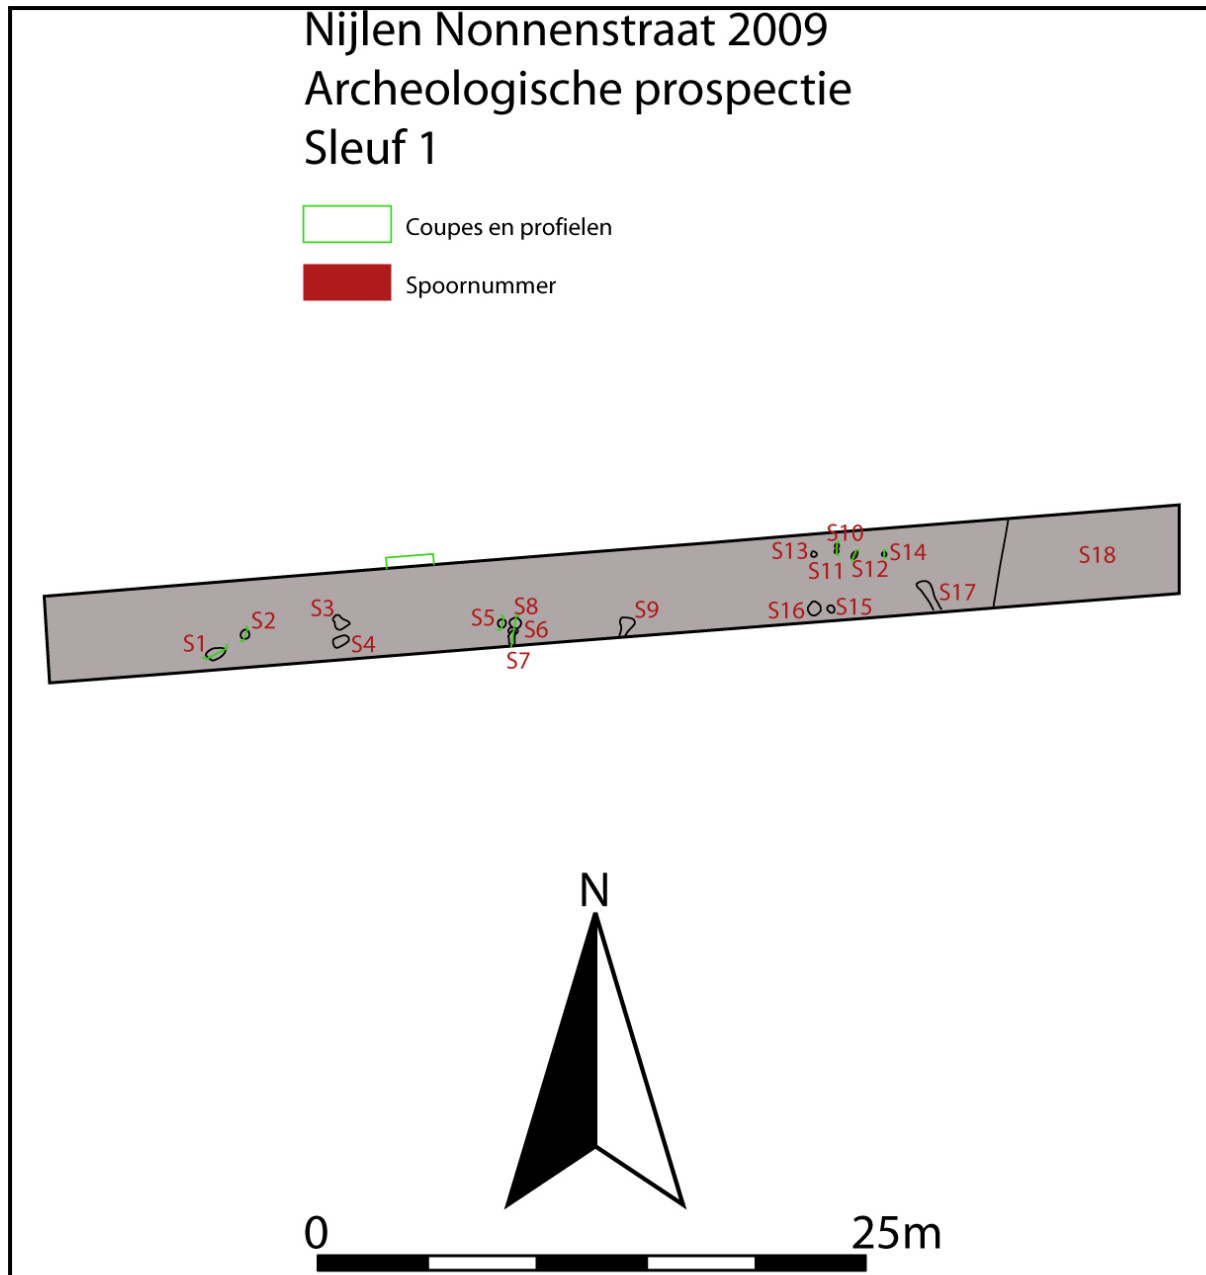 Nijlen Nonnenstraat 2009
Archeologische prospectie
Sleuf 1
Coupes en profielen
Spoornummer
S10
S13
S14
S11
S12
S18
S17
S3
S2
S8
S9
S16
S15
S5
S1
S4
S6
S7
N
0
25m